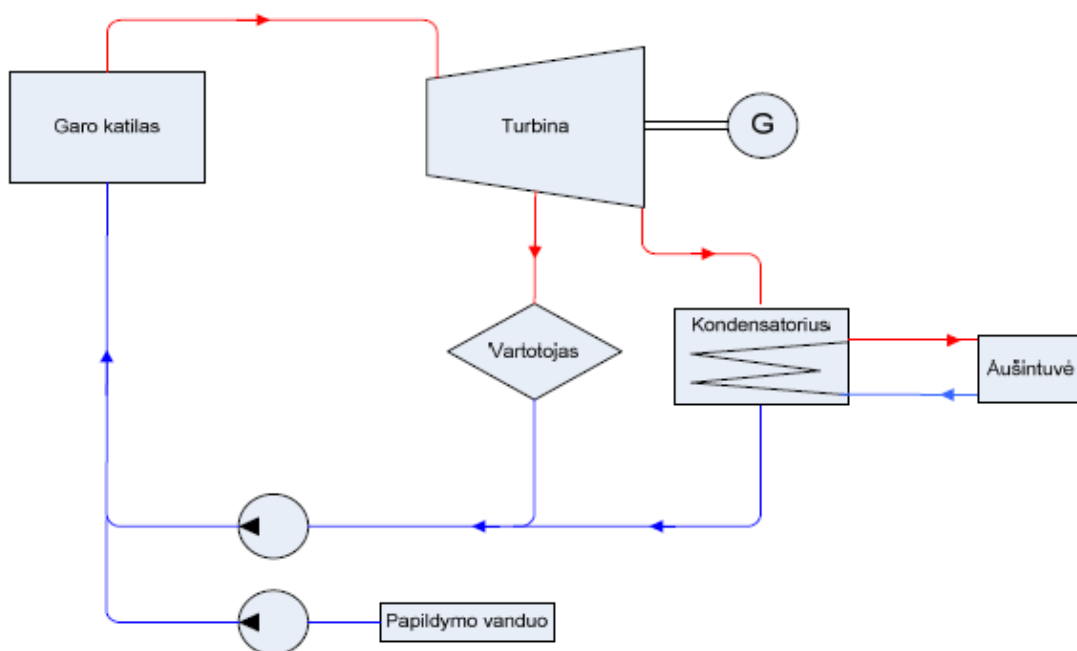 Garo katilas
Turbina
G
Vartotojas
Kondensatorius
Aušintuvė
Papildymo vanduo